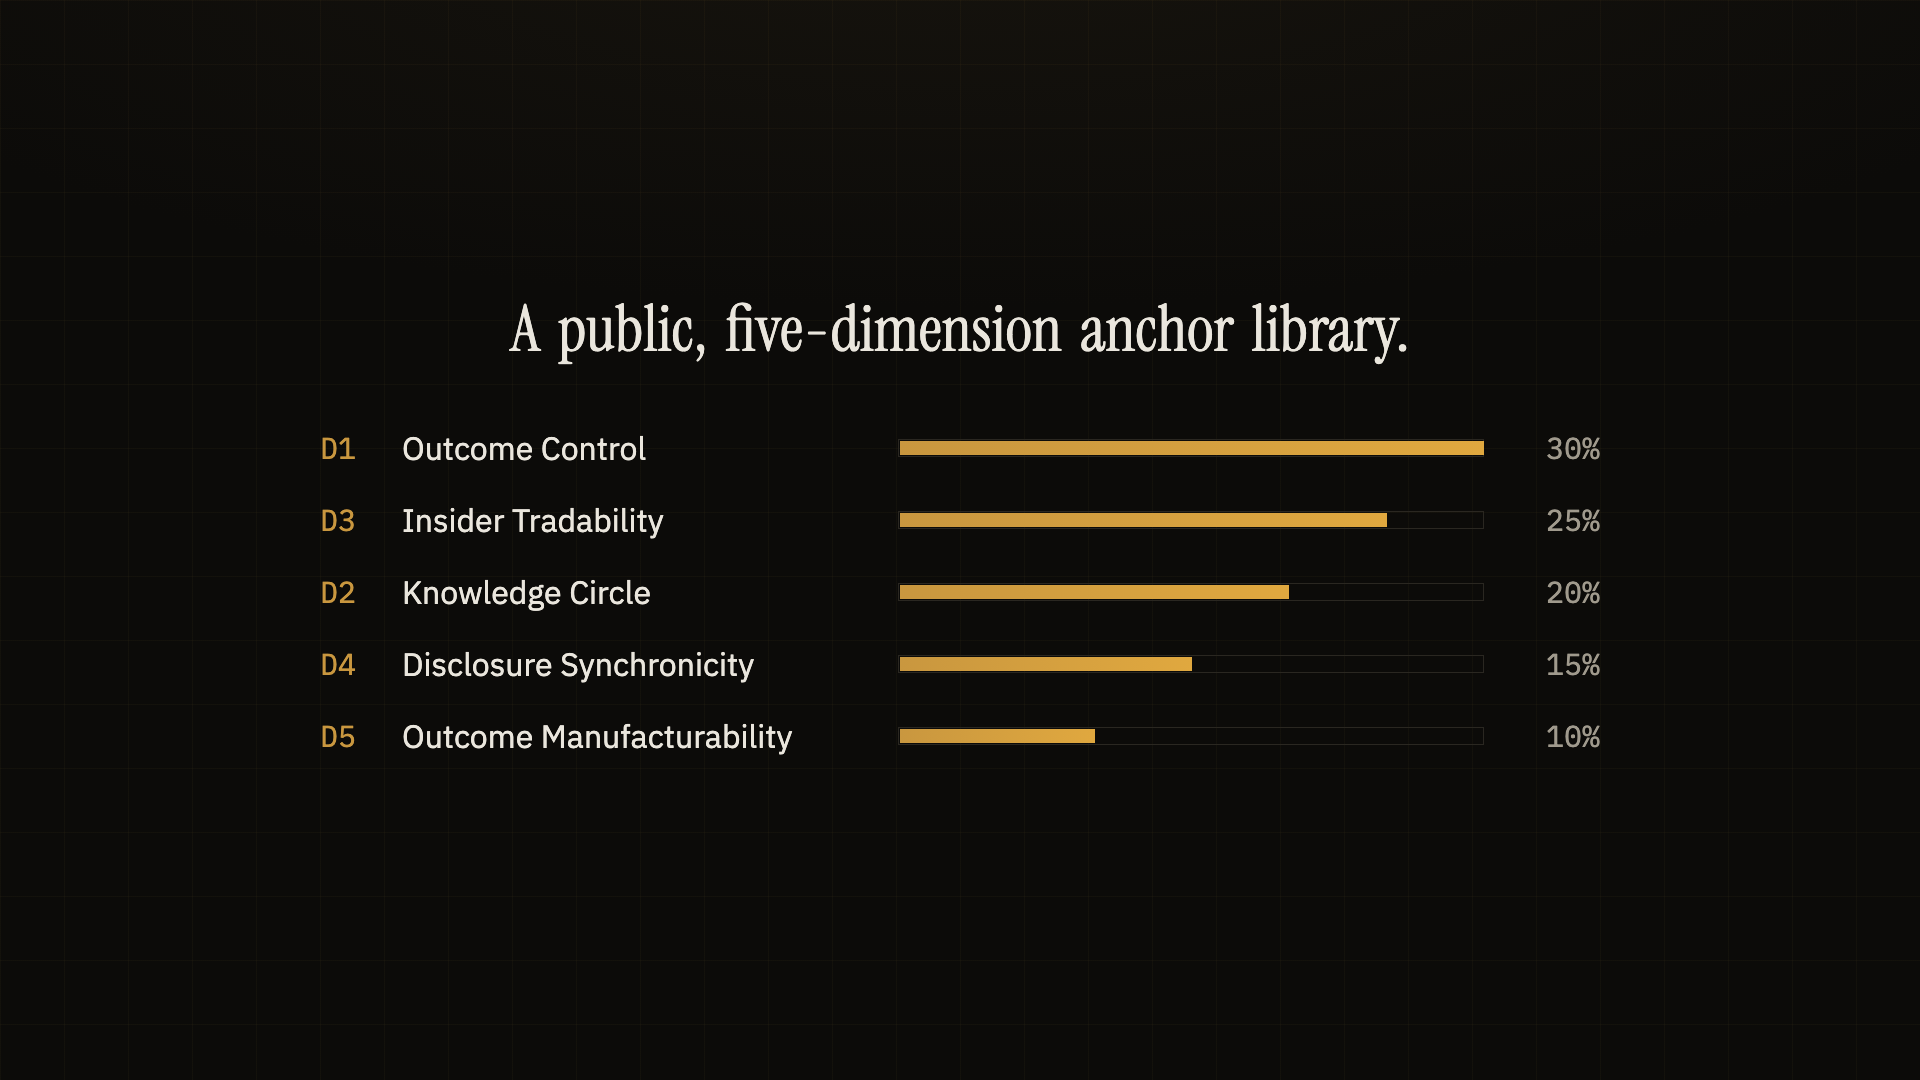 A public, five-dimension anchor library.
D1 Outcome Control 30%
D3 Insider Tradability 25%
D2 Knowledge Circle 20%
D4 Disclosure Synchronicity 15%
D5 Outcome Manufacturability 10%